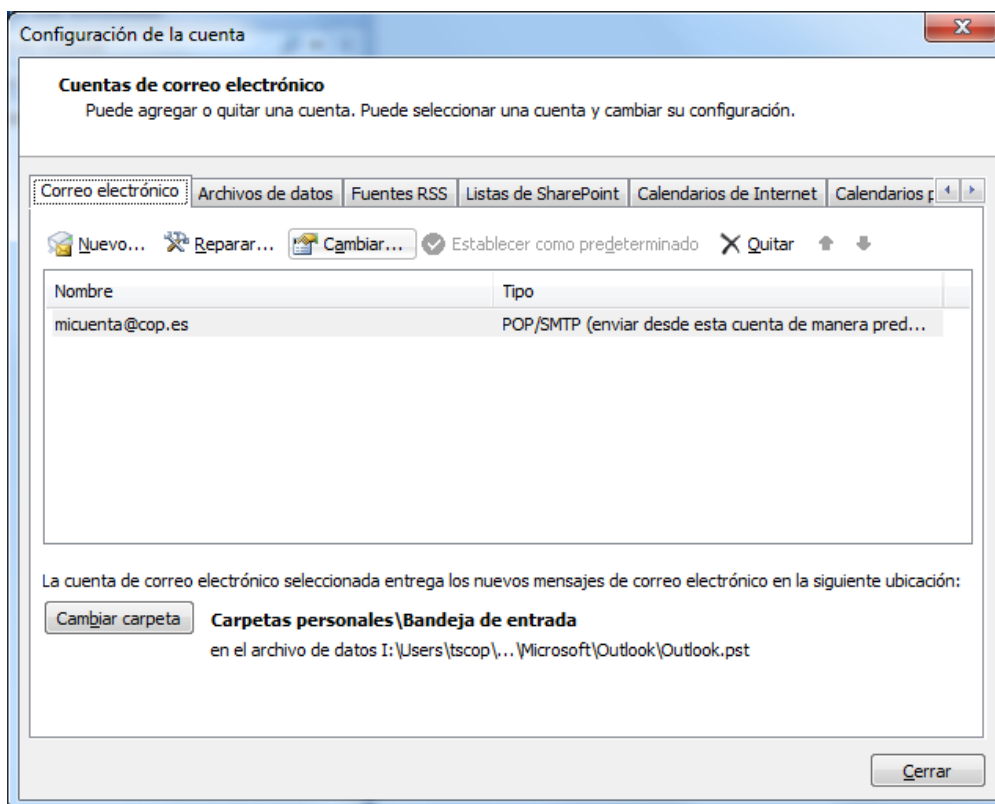 Configuración de la cuenta
Cuentas de correo electrónico
Puede agregar o quitar una cuenta. Puede seleccionar una cuenta y cambiar su configuración.
Correo electrónico Archivos de datos Fuentes RSS Listas de SharePoint Calendarios de Internet Calendarios p
Nuevo... Reparar... Cambiar... Establecer como predeterminado Quitar
Nombre Tipo
micuenta@cop.es POP/SMTP (enviar desde esta cuenta de manera pred...
La cuenta de correo electrónico seleccionada entrega los nuevos mensajes de correo electrónico en la siguiente ubicación:
Cambiar carpeta Carpetas personales\Bandeja de entrada
en el archivo de datos I:\Users\tscop\...\Microsoft\Outlook\Outlook.pst
Cerrar